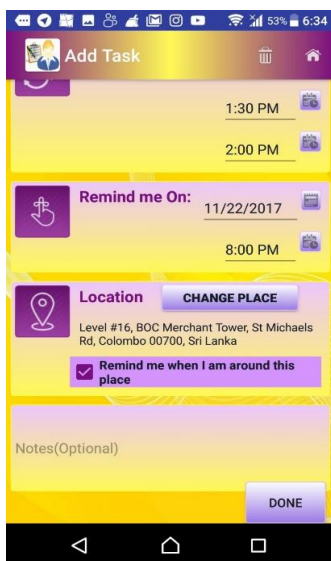 53% 6:34
Add Task
1:30 PM
2:00 PM
Remind me On:
11/22/2017
8:00 PM
Location
CHANGE PLACE
Level #16, BOC Merchant Tower, St Michaels
Rd, Colombo 00700, Sri Lanka
Remind me when I am around this
place
Notes(Optional)
DONE